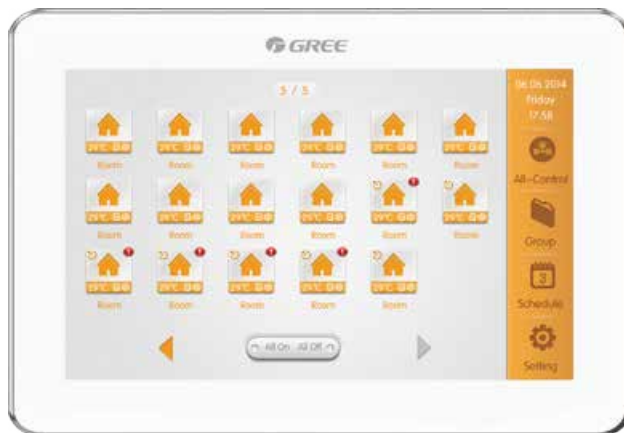 GREE
3 / 5
06.06.2014
Friday
17:58
Room Room Room Room Room Room
All-Control
Room Room Room Room Room Room
Group
Room Room Room Room Room
Schedule
3
All On All Off
Setting